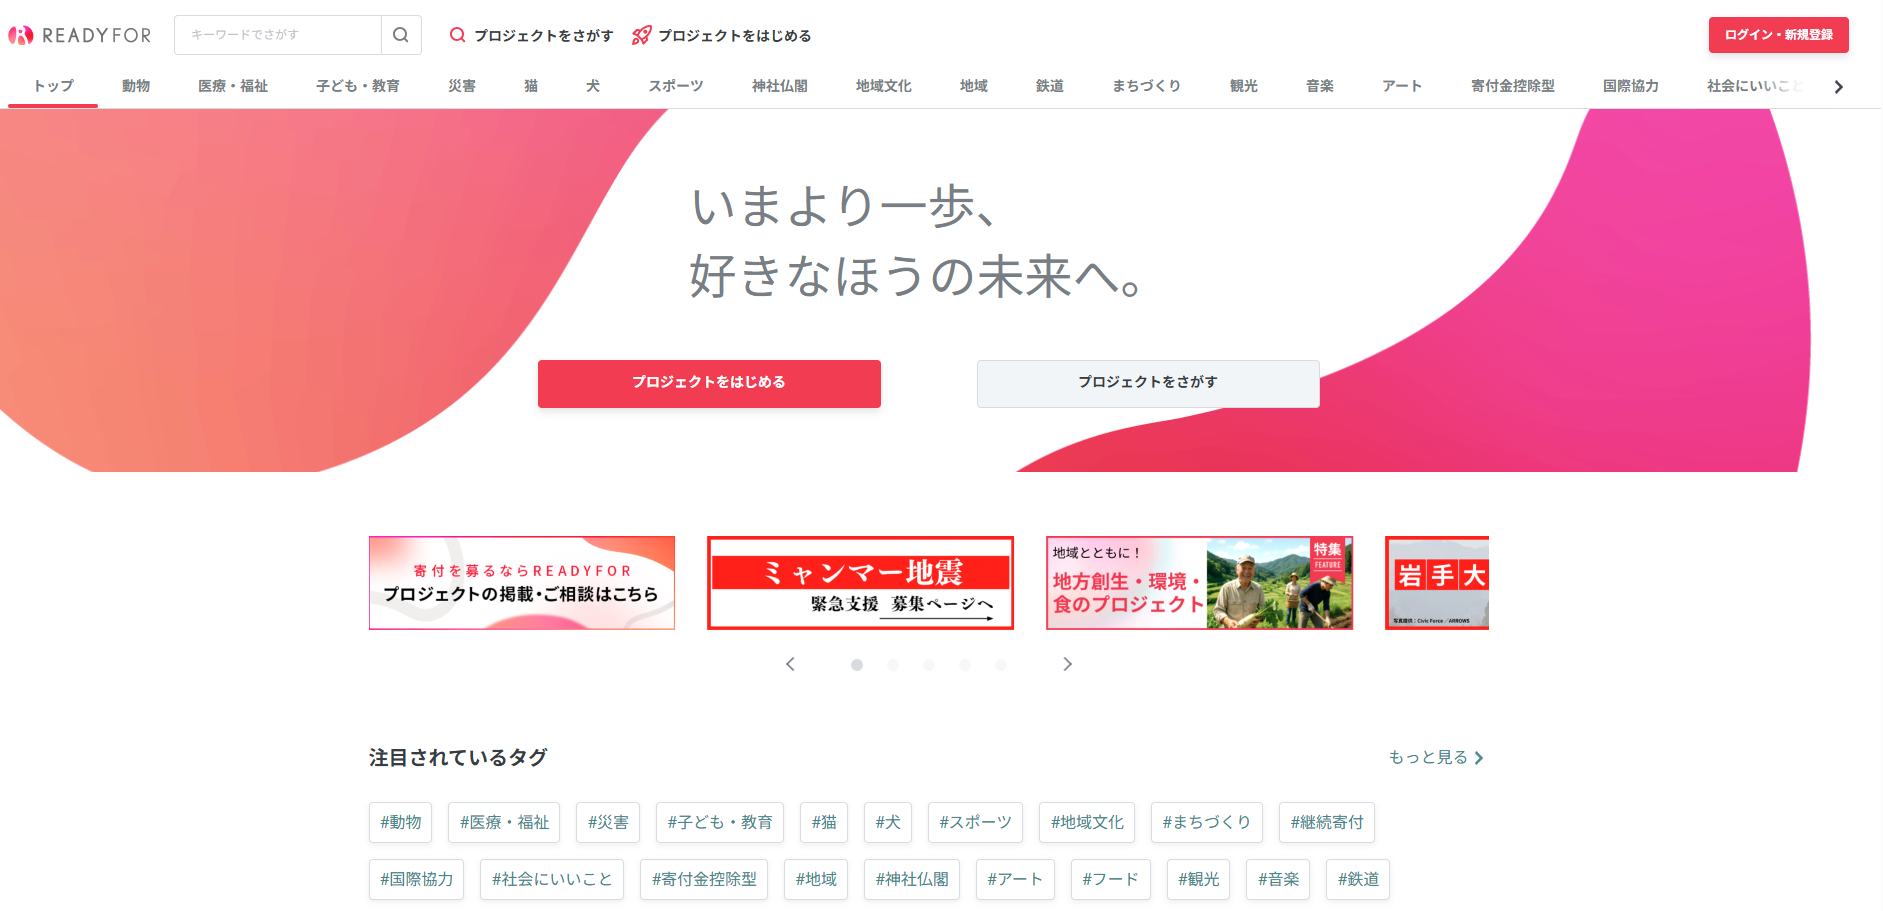 READYFOR
キーワードでさがす
プロジェクトをさがす
プロジェクトをはじめる
ログイン・新規登録
トップ
動物
医療・福祉
子ども・教育
災害
猫
犬
スポーツ
神社仏閣
地域文化
地域
鉄道
まちづくり
観光
音楽
アート
寄付金控除型
国際協力
社会にいいこと
いまより一歩、
好きなほうの未来へ。
プロジェクトをはじめる
プロジェクトをさがす
寄付を募るならREADYFOR
プロジェクトの掲載・ご相談はこちら
ミャンマー地震
緊急支援 募集ページへ
地域とともに！
地方創生・環境・
食のプロジェクト
特集
FEATURE
岩手大
写真提供：Civic Force／ARROWS
注目されているタグ
もっと見る
#動物
#医療・福祉
#災害
#子ども・教育
#猫
#犬
#スポーツ
#地域文化
#まちづくり
#継続寄付
#国際協力
#社会にいいこと
#寄付金控除型
#地域
#神社仏閣
#アート
#フード
#観光
#音楽
#鉄道